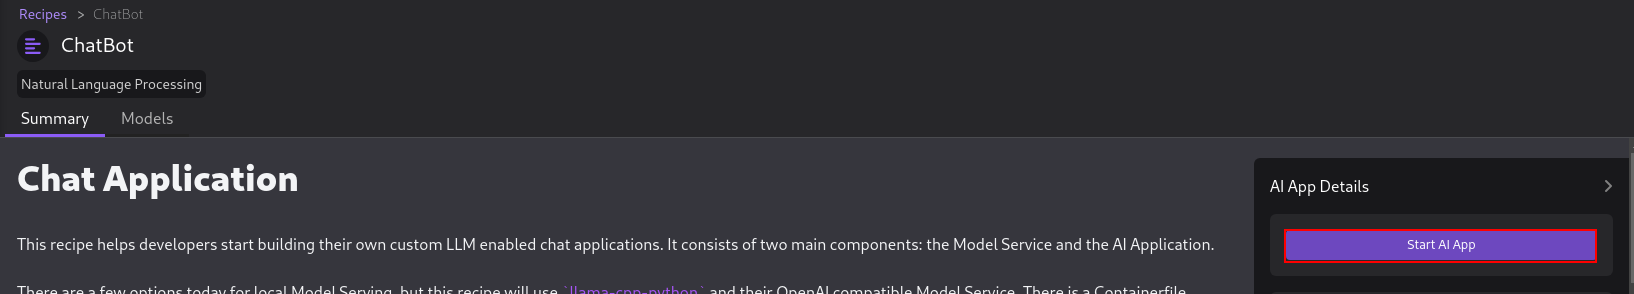 Recipes > ChatBot
ChatBot
Natural Language Processing
Summary Models
Chat Application
AI App Details >
This recipe helps developers start building their own custom LLM enabled chat applications. It consists of two main components: the Model Service and the AI Application.
Start AI App
There are a few options today for local Model Serving, but this recipe will use `llama-cpp-python` and their OpenAI compatible Model Service. There is a Containerfile